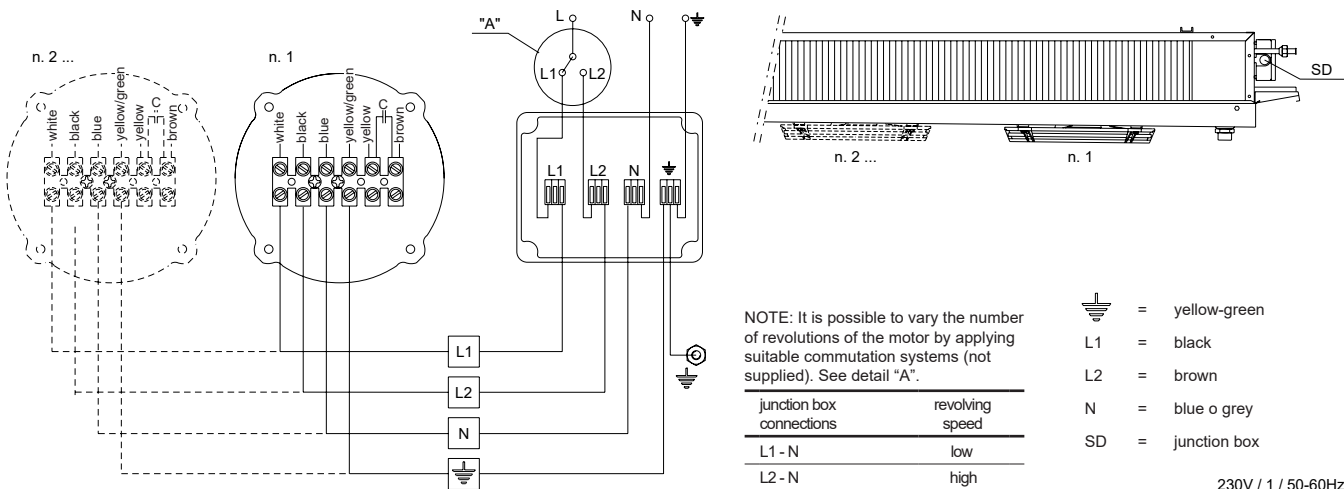 n. 2 ...
white
black
blue
yellow/green
yellow
C
brown
n. 1
white
black
blue
yellow/green
yellow
C
brown
"A"
L
N
L1
L2
L1
L2
N
L1
L2
N
SD
n. 2 ...
n. 1
NOTE: It is possible to vary the number
of revolutions of the motor by applying
suitable commutation systems (not
supplied). See detail “A”.
junction box connections
revolving speed
L1 - N low
L2 - N high
= yellow-green
L1 = black
L2 = brown
N = blue o grey
SD = junction box
230V / 1 / 50-60Hz